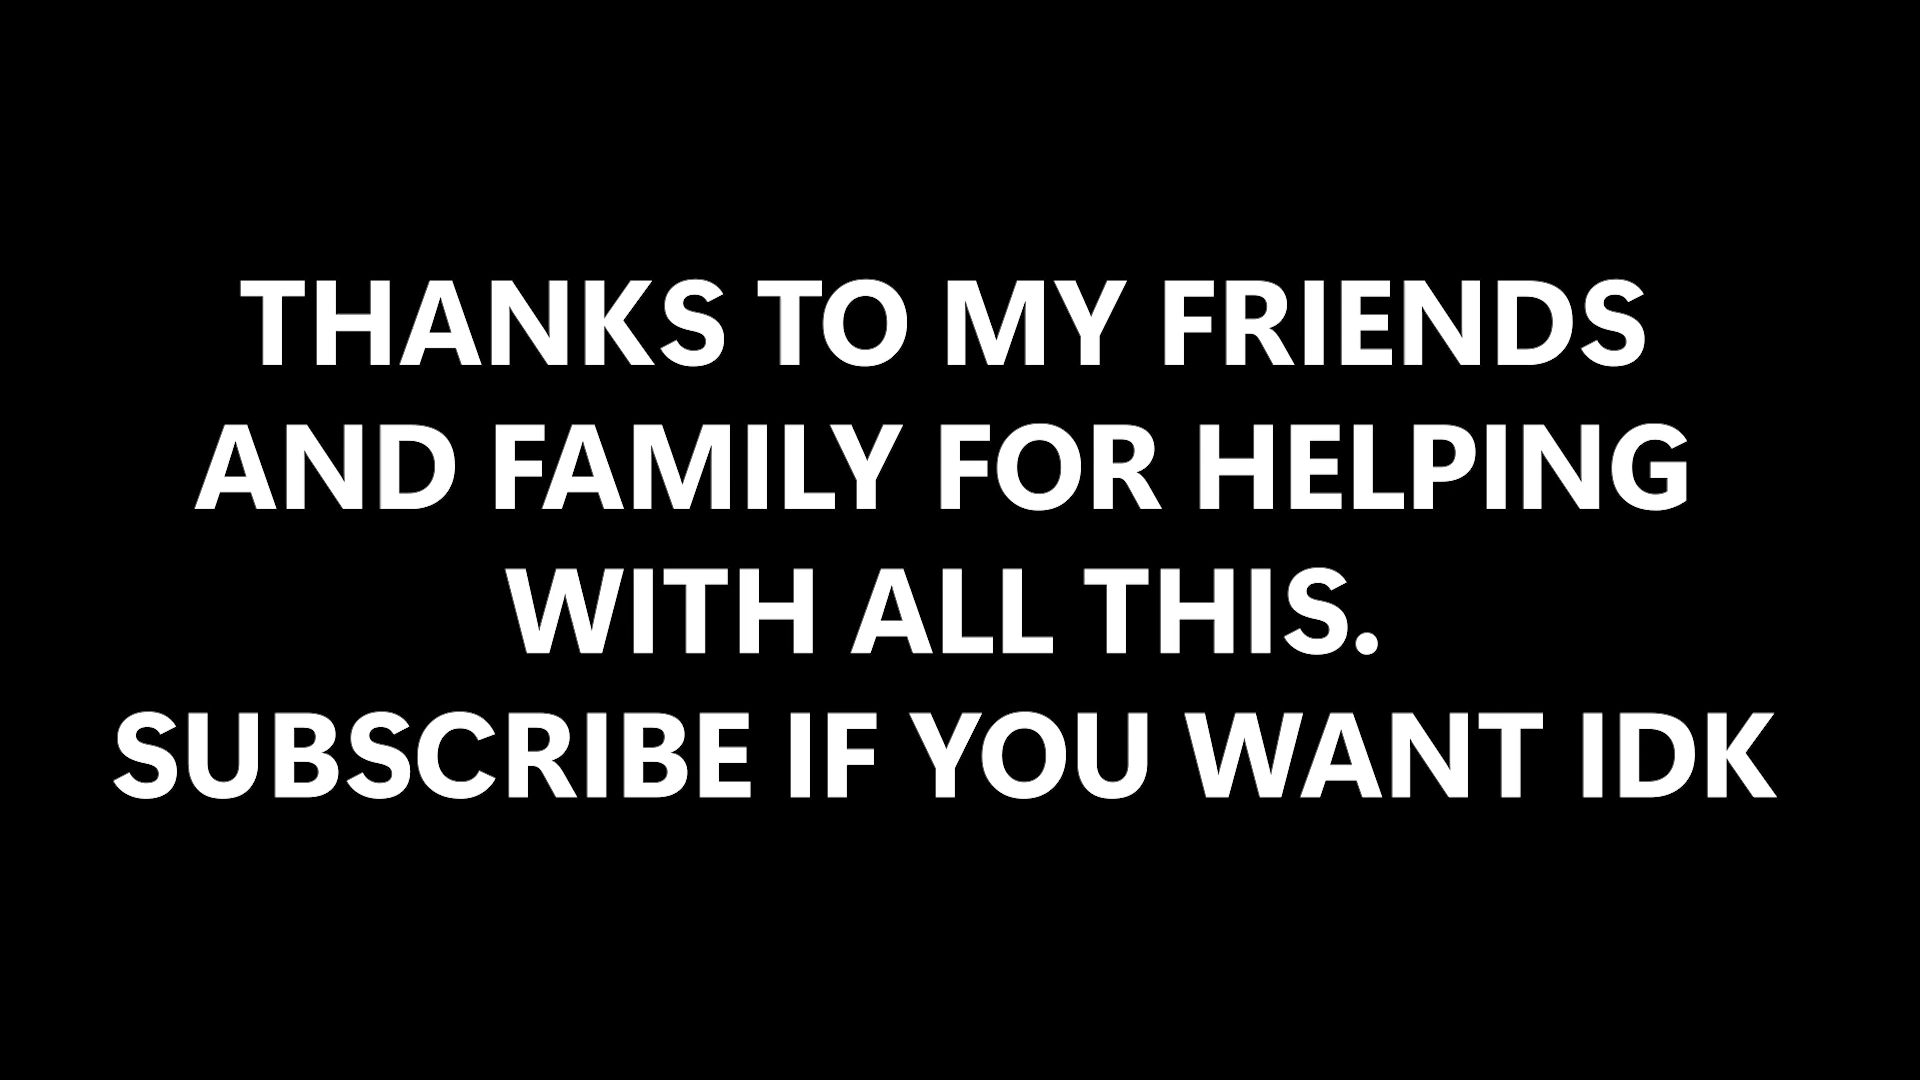 THANKS TO MY FRIENDS
AND FAMILY FOR HELPING
WITH ALL THIS.
SUBSCRIBE IF YOU WANT IDK